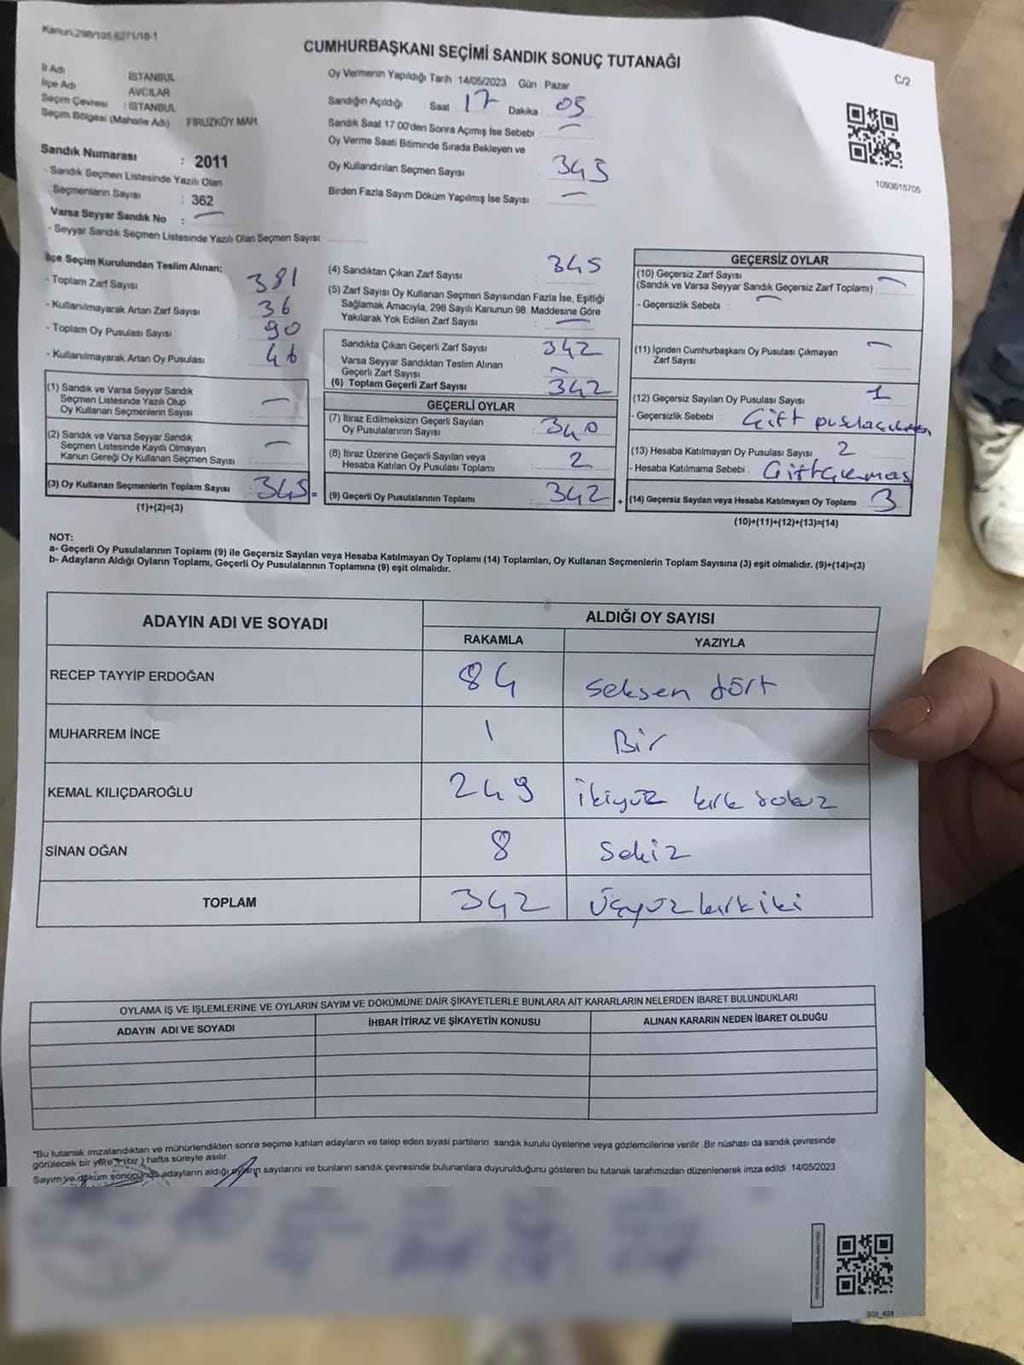 Kanun.298/105.6271/18-1
CUMHURBAŞKANI SEÇİMİ SANDIK SONUÇ TUTANAĞI
C/2
İl Adı İSTANBUL
İlçe Adı AVCILAR
Seçim Çevresi : İSTANBUL
Seçim Bölgesi (Mahalle Adı) FİRUZKÖY MAH.
Sandık Numarası : 2011
- Sandık Seçmen Listesinde Yazılı Olan
Seçmenlerin Sayısı : 362
Varsa Seyyar Sandık No : —
- Seyyar Sandık Seçmen Listesinde Yazılı Olan Seçmen Sayısı
Oy Vermenin Yapıldığı Tarih 14/05/2023 Gün Pazar
Sandığın Açıldığı Saat 17 Dakika 05
Sandık Saat 17:00'den Sonra Açımış İse Sebebi —
Oy Verme Saati Bitiminde Sırada Bekleyen ve
Oy Kullandırılan Seçmen Sayısı 345
Birden Fazla Sayım Döküm Yapılmış İse Sayısı —
1093615705
İlçe Seçim Kurulundan Teslim Alınan:
- Toplam Zarf Sayısı 381
- Kullanılmayarak Artan Zarf Sayısı 36
- Toplam Oy Pusulası Sayısı 90
- Kullanılmayarak Artan Oy Pusulası 46
(1) Sandık ve Varsa Seyyar Sandık
Seçmen Listesinde Yazılı Olup
Oy Kullanan Seçmenlerin Sayısı —
(2) Sandık ve Varsa Seyyar Sandık
Seçmen Listesinde Kayıtlı Olmayan
Kanun Gereği Oy Kullanan Seçmen Sayısı —
(3) Oy Kullanan Seçmenlerin Toplam Sayısı 345 =
(1)+(2)=(3)
(4) Sandıktan Çıkan Zarf Sayısı 345
(5) Zarf Sayısı Oy Kullanan Seçmen Sayısından Fazla İse, Eşitliği
Sağlamak Amacıyla, 298 Sayılı Kanunun 98. Maddesine Göre
Yakılarak Yok Edilen Zarf Sayısı —
Sandıkta Çıkan Geçerli Zarf Sayısı 342
Varsa Seyyar Sandıktan Teslim Alınan
Geçerli Zarf Sayısı —
(6) Toplam Geçerli Zarf Sayısı 342
GEÇERLİ OYLAR
(7) İtiraz Edilmeksizin Geçerli Sayılan
Oy Pusulalarının Sayısı 340
(8) İtiraz Üzerine Geçerli Sayılan veya
Hesaba Katılan Oy Pusulası Toplamı 2
(9) Geçerli Oy Pusulalarının Toplamı 342 +
GEÇERSİZ OYLAR
(10) Geçersiz Zarf Sayısı
(Sandık ve Varsa Seyyar Sandık Geçersiz Zarf Toplamı) —
- Geçersizlik Sebebi : —
(11) İçinden Cumhurbaşkanı Oy Pusulası Çıkmayan
Zarf Sayısı —
(12) Geçersiz Sayılan Oy Pusulası Sayısı 1
- Geçersizlik Sebebi : Çift pusla
(13) Hesaba Katılmayan Oy Pusulası Sayısı 2
- Hesaba Katılmama Sebebi : Çift Çıkması
(14) Geçersiz Sayılan veya Hesaba Katılmayan Oy Toplamı 3
(10)+(11)+(12)+(13)=(14)
NOT:
a- Geçerli Oy Pusulalarının Toplamı (9) ile Geçersiz Sayılan veya Hesaba Katılmayan Oy Toplamı (14) Toplamları, Oy Kullanan Seçmenlerin Toplam Sayısına (3) eşit olmalıdır. (9)+(14)=(3)
b- Adayların Aldığı Oyların Toplamı, Geçerli Oy Pusulalarının Toplamına (9) eşit olmalıdır.
ADAYIN ADI VE SOYADI ALDIĞI OY SAYISI
RAKAMLA YAZIYLA
RECEP TAYYİP ERDOĞAN 84 seksen dört
MUHARREM İNCE 1 Bir
KEMAL KILIÇDAROĞLU 249 ikiyüz kırk dokuz
SİNAN OĞAN 8 Sekiz
TOPLAM 342 Üçyüz kırk iki
OYLAMA İŞ VE İŞLEMLERİNE VE OYLARIN SAYIM VE DÖKÜMÜNE DAİR ŞİKAYETLERLE BUNLARA AİT KARARLARIN NELERDEN İBARET BULUNDUKLARI
ADAYIN ADI VE SOYADI İHBAR İTİRAZ VE ŞİKAYETİN KONUSU ALINAN KARARIN NEDEN İBARET OLDUĞU
"Bu tutanak imzalandıktan ve mühürlendikten sonra seçime katılan adayların ve talep eden siyasi partilerin sandık kurulu üyelerine veya gözlemcilerine verilir. Bir nüshası da sandık çevresinde
görülecek bir yere 1 (bir) hafta süreyle asılır.
Sayım ve döküm sonucunda adayların aldığı oyların sayılarını ve bunların sandık çevresinde bulunanlara duyurulduğunu gösteren bu tutanak tarafımızdan düzenlenerek imza edildi. 14/05/2023